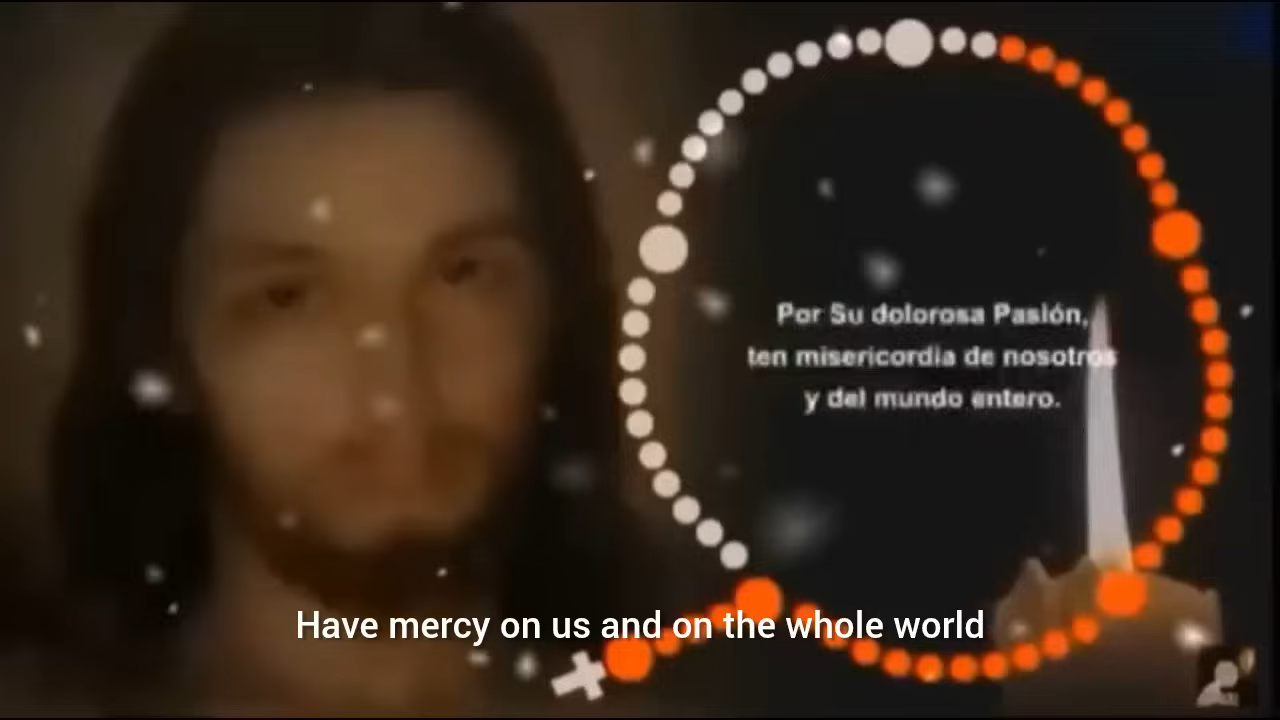 Por Su dolorosa Pasión,
ten misericordia de nosotros
y del mundo entero.
Have mercy on us and on the whole world